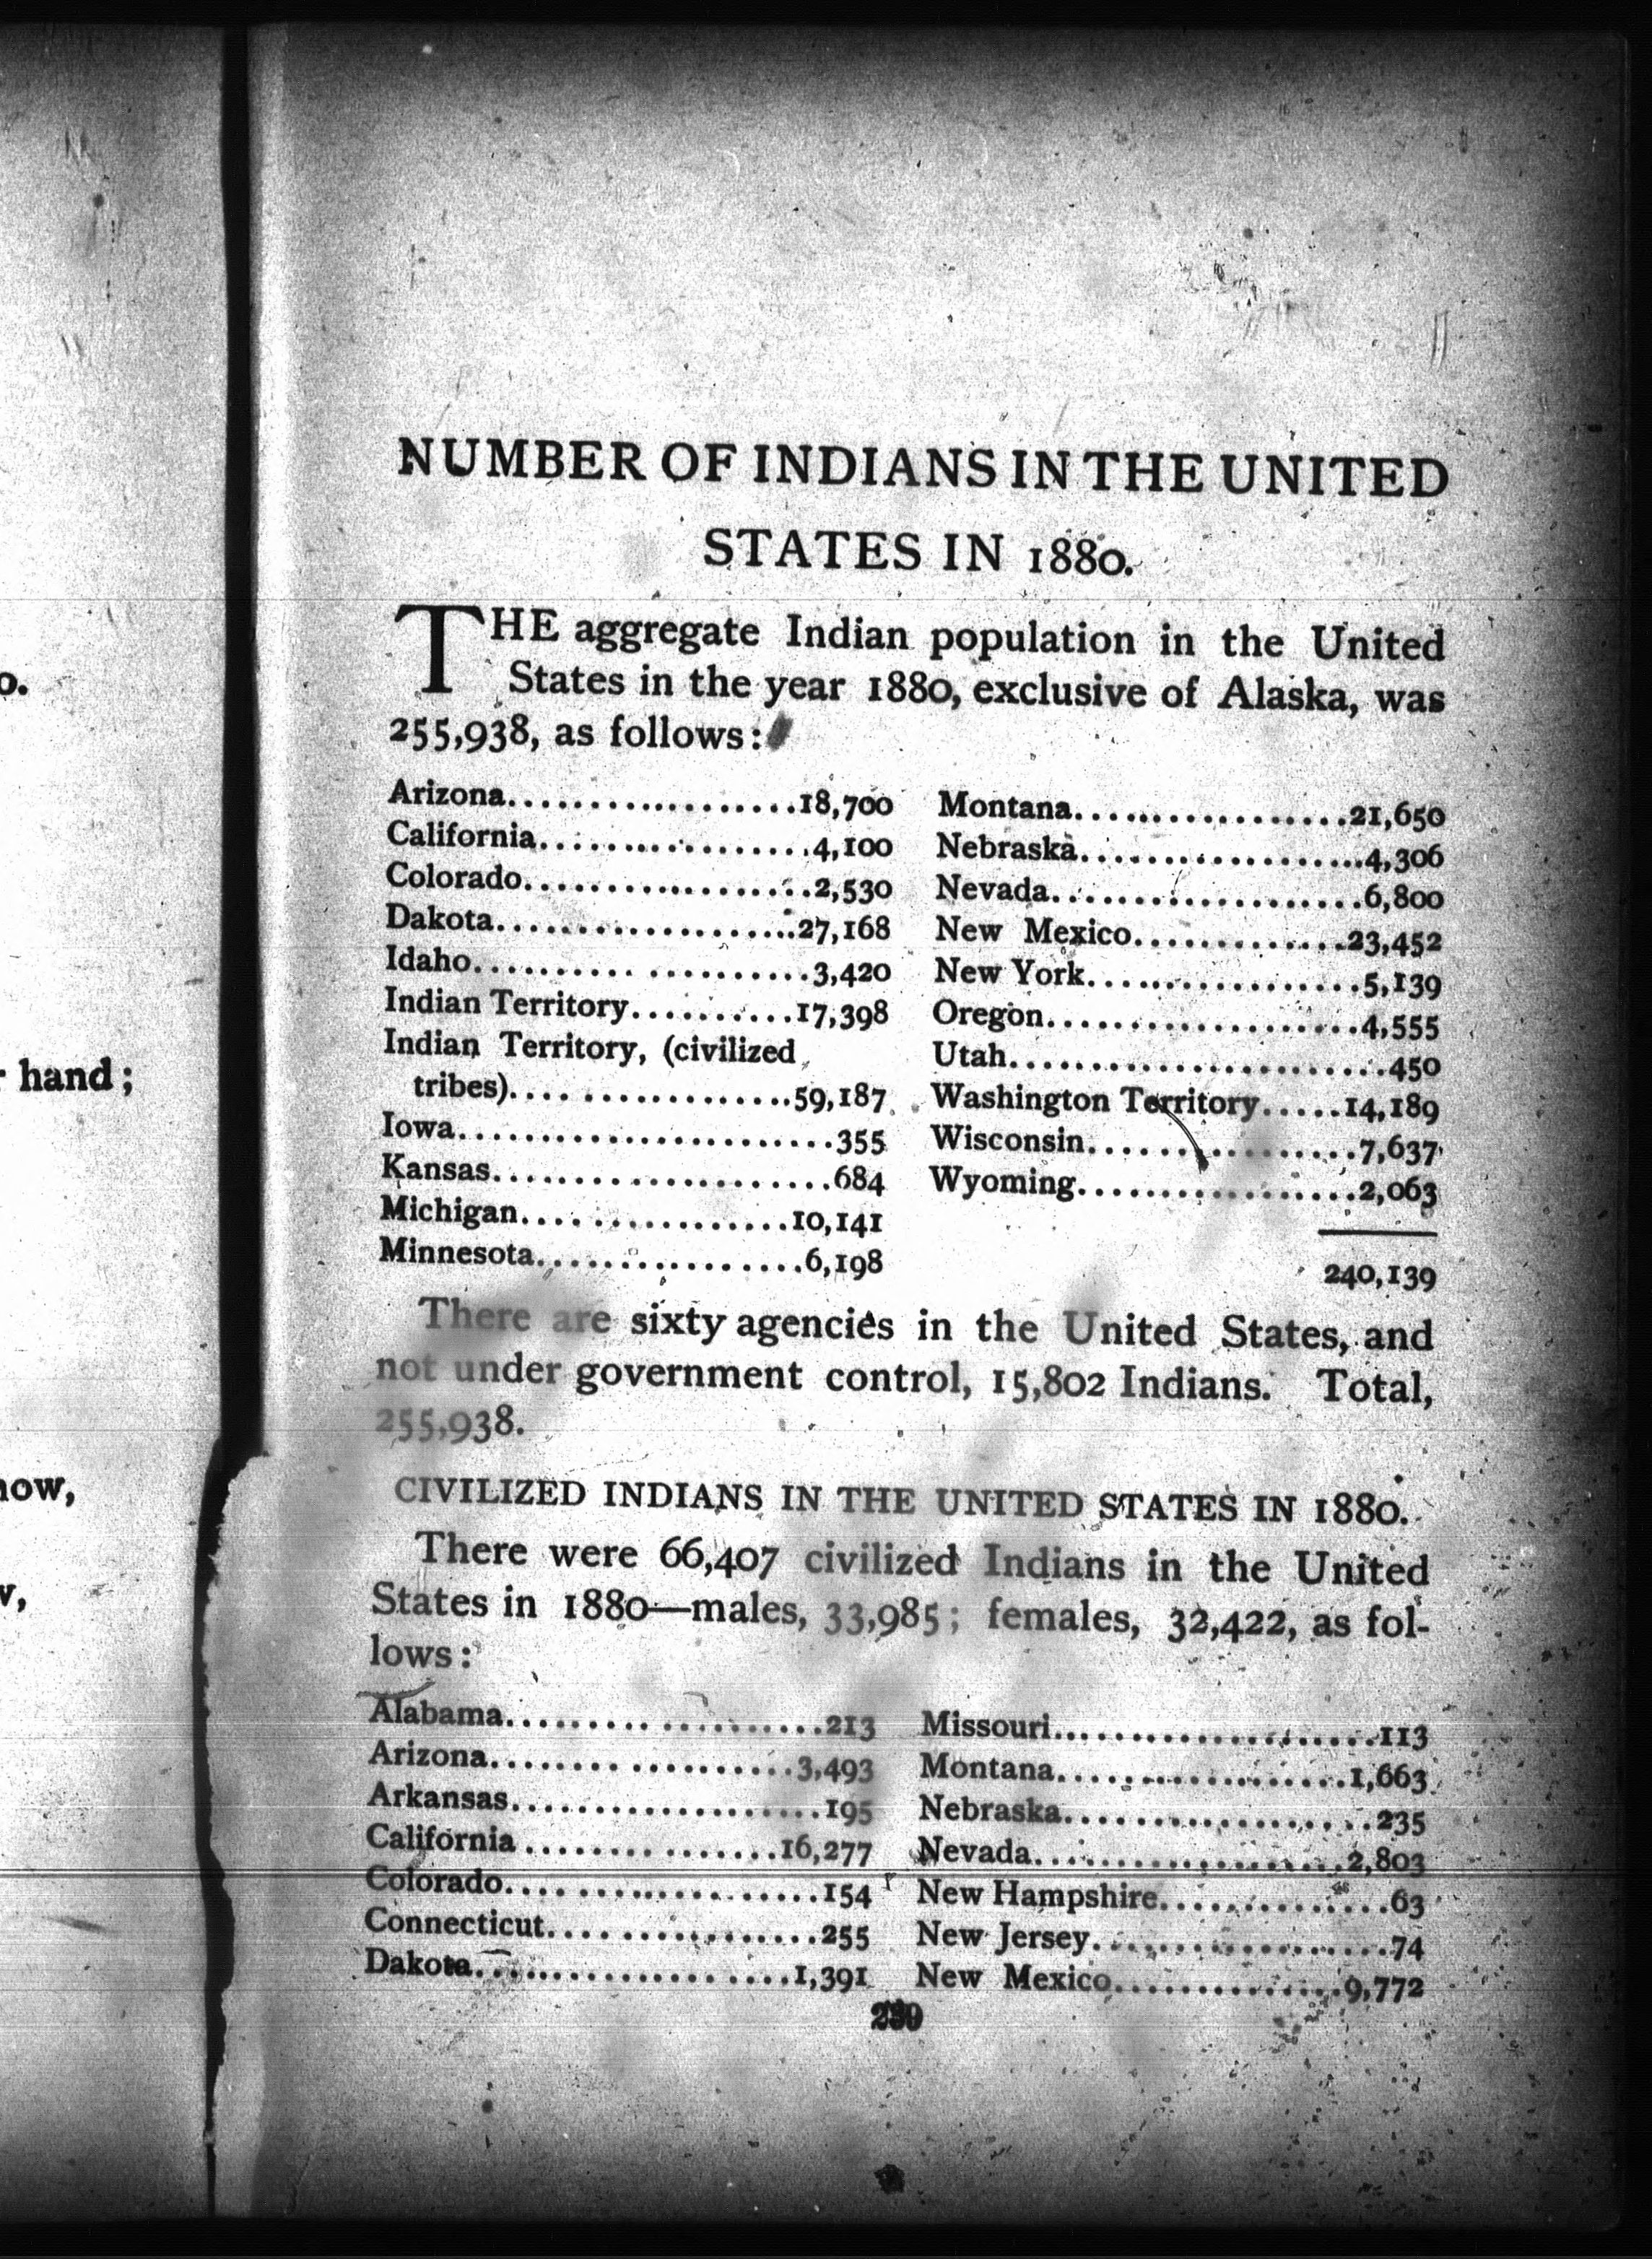 o.
hand;
now,
v,
NUMBER OF INDIANS IN THE UNITED
STATES IN 1880.
THE aggregate Indian population in the United
States in the year 1880, exclusive of Alaska, was
255,938, as follows:
Arizona....................18,700
California..................4,100
Colorado....................2,530
Dakota.....................27,168
Idaho.......................3,420
Indian Territory...........17,398
Indian Territory, (civilized
tribes)....................59,187
Iowa..........................355
Kansas........................684
Michigan...................10,141
Minnesota...................6,198
Montana....................21,650
Nebraska....................4,306
Nevada......................6,800
New Mexico.................23,452
New York....................5,139
Oregon......................4,555
Utah..........................450
Washington Territory.....14,189
Wisconsin...................7,637
Wyoming.....................2,063
240,139
There are sixty agencies in the United States, and
not under government control, 15,802 Indians. Total,
255,938.
CIVILIZED INDIANS IN THE UNITED STATES IN 1880.
There were 66,407 civilized Indians in the United
States in 1880—males, 33,985; females, 32,422, as fol-
lows:
Alabama.......................213
Arizona.....................3,493
Arkansas......................195
California.................16,277
Colorado......................154
Connecticut...................255
Dakota......................1,391
Missouri......................113
Montana.....................1,663
Nebraska......................235
Nevada......................2,803
New Hampshire..................63
New Jersey.....................74
New Mexico..................9,772